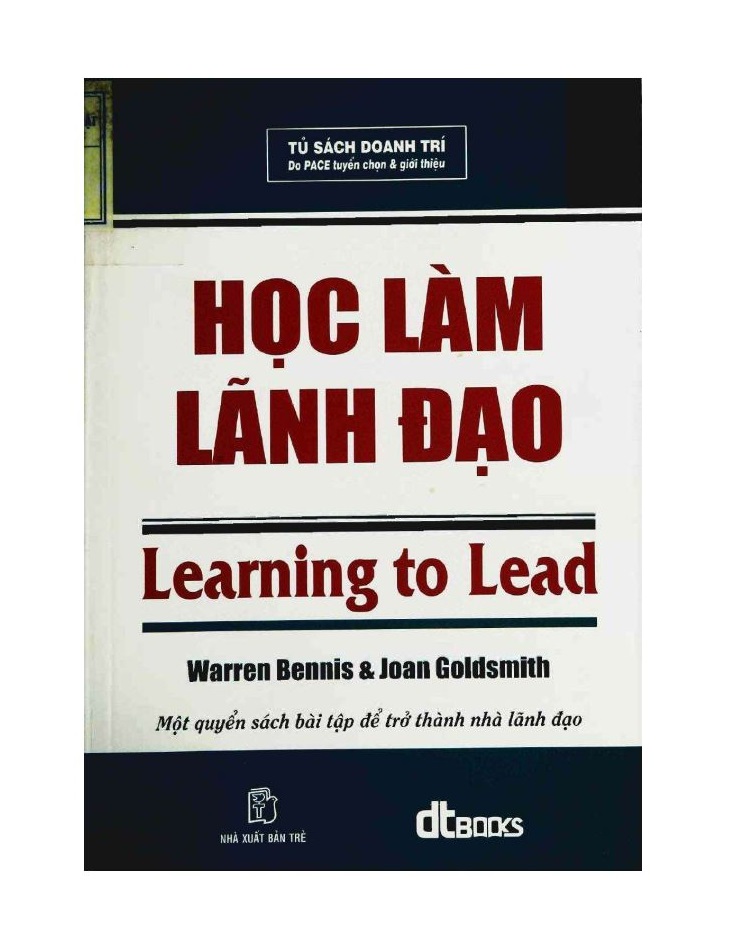 TỦ SÁCH DOANH TRÍ
Do PACE tuyển chọn & giới thiệu
HỌC LÀM
LÃNH ĐẠO
Learning to Lead
Warren Bennis & Joan Goldsmith
Một quyển sách bài tập để trở thành nhà lãnh đạo
NHÀ XUẤT BẢN TRẺ
dtBOOKS